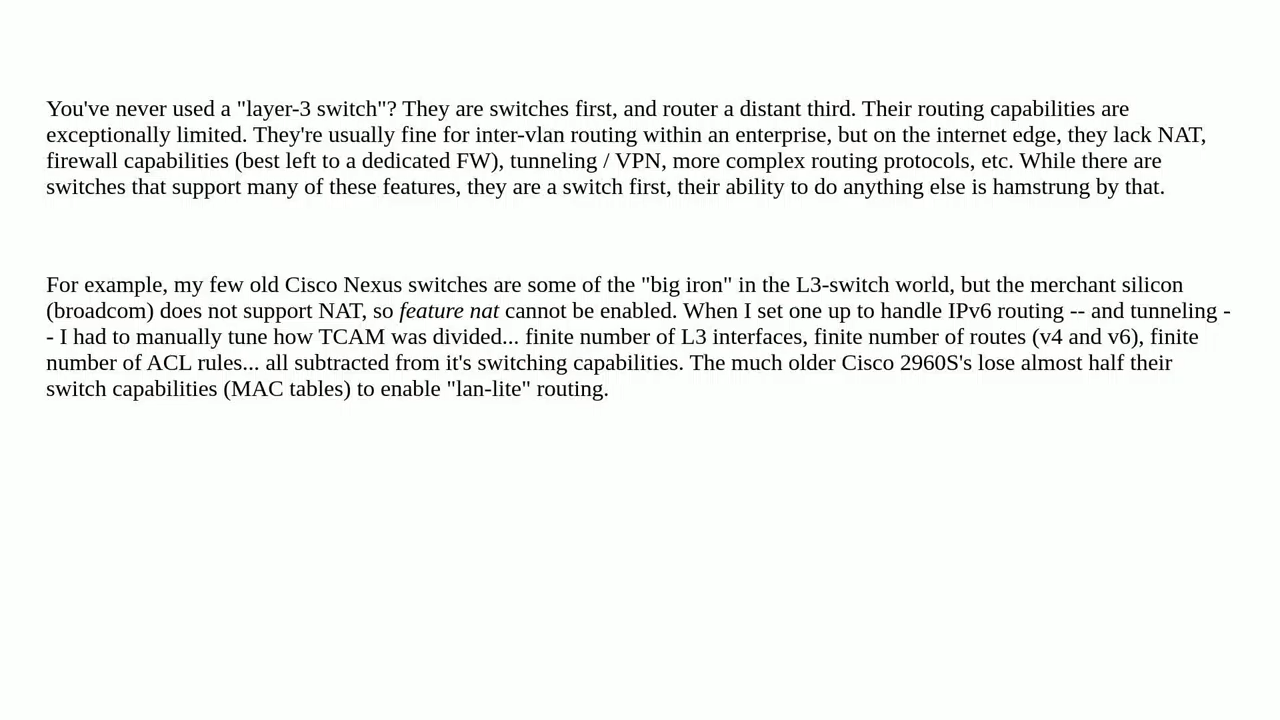 You've never used a "layer-3 switch"? They are switches first, and router a distant third. Their routing capabilities are
exceptionally limited. They're usually fine for inter-vlan routing within an enterprise, but on the internet edge, they lack NAT,
firewall capabilities (best left to a dedicated FW), tunneling / VPN, more complex routing protocols, etc. While there are
switches that support many of these features, they are a switch first, their ability to do anything else is hamstrung by that.
For example, my few old Cisco Nexus switches are some of the "big iron" in the L3-switch world, but the merchant silicon
(broadcom) does not support NAT, so feature nat cannot be enabled. When I set one up to handle IPv6 routing -- and tunneling -
- I had to manually tune how TCAM was divided... finite number of L3 interfaces, finite number of routes (v4 and v6), finite
number of ACL rules... all subtracted from it's switching capabilities. The much older Cisco 2960S's lose almost half their
switch capabilities (MAC tables) to enable "lan-lite" routing.